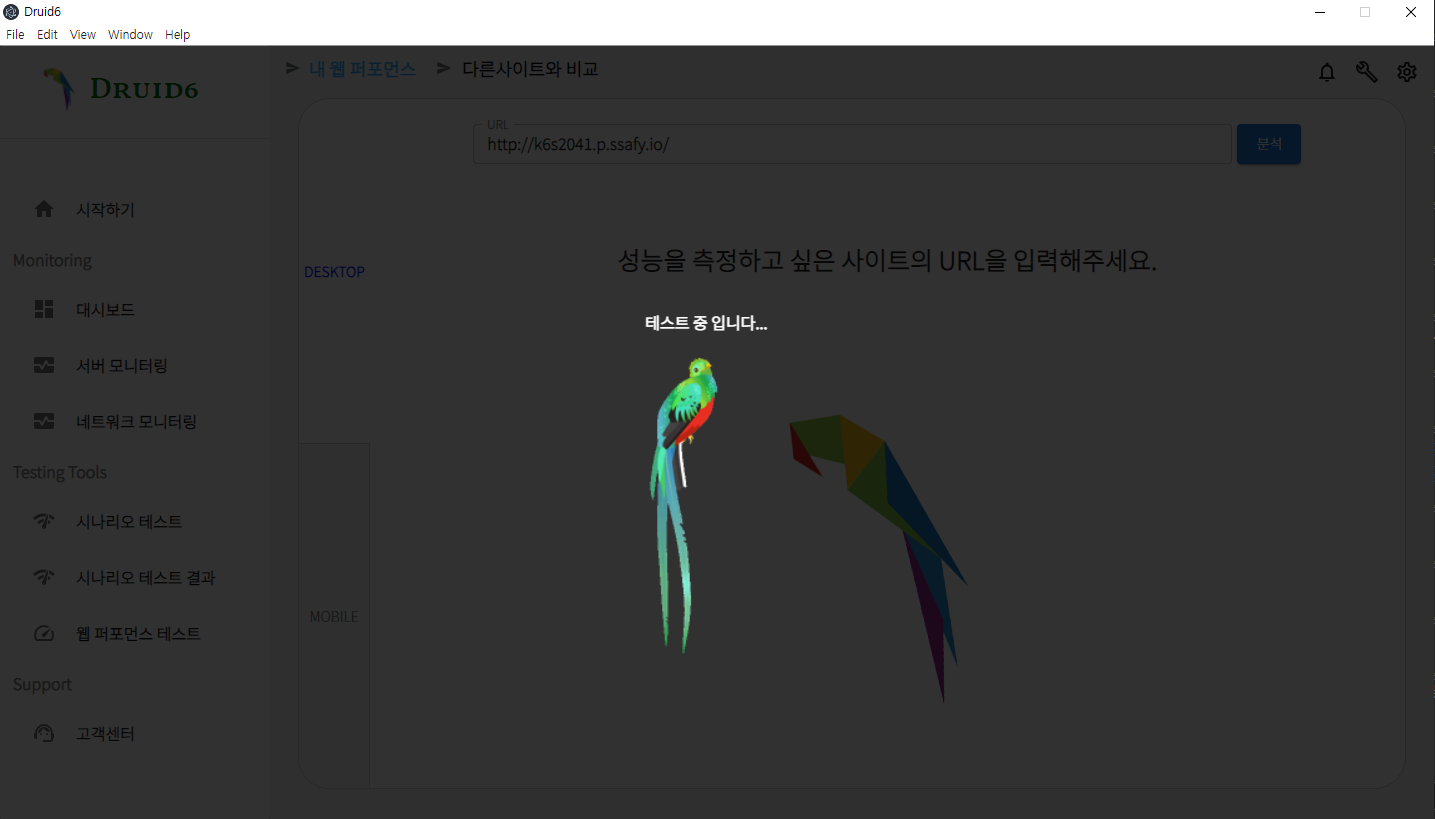 Druid6
File Edit View Window Help
DRUID6
내 웹 퍼포먼스
다른사이트와 비교
URL
http://k6s2041.p.ssafy.io/
분석
시작하기
Monitoring
대시보드
서버 모니터링
네트워크 모니터링
Testing Tools
시나리오 테스트
시나리오 테스트 결과
웹 퍼포먼스 테스트
Support
고객센터
DESKTOP
MOBILE
성능을 측정하고 싶은 사이트의 URL을 입력해주세요.
테스트 중 입니다...